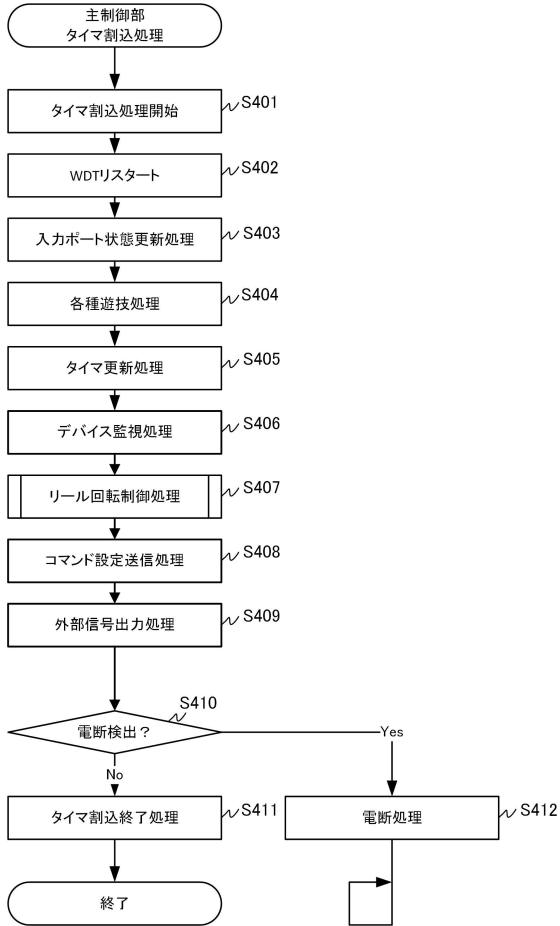 主制御部
タイマ割込処理
タイマ割込処理開始
S401
WDTリスタート
S402
入力ポート状態更新処理
S403
各種遊技処理
S404
タイマ更新処理
S405
デバイス監視処理
S406
リール回転制御処理
S407
コマンド設定送信処理
S408
外部信号出力処理
S409
S410
電断検出？
Yes
No
タイマ割込終了処理
S411
電断処理
S412
終了